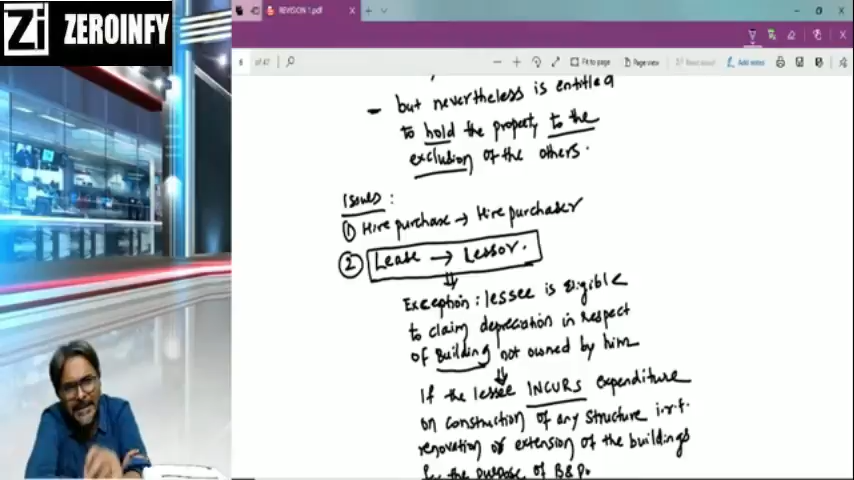 Zi ZEROINFY
REVISION 1.pdf
6 of 47
Fit to page
Page view
Add notes
- but nevertheless is entitled
to hold the property to the
exclusion of the others.
Issues :
① Hire purchase → Hire purchaser
② Lease → Lessor.
Exception : lessee is eligible
to claim depreciation in respect
of Building not owned by him
If the lessee INCURS expenditure
on construction of any structure i.r.t.
renovation or extension of the buildings
for the purpose of B&P.